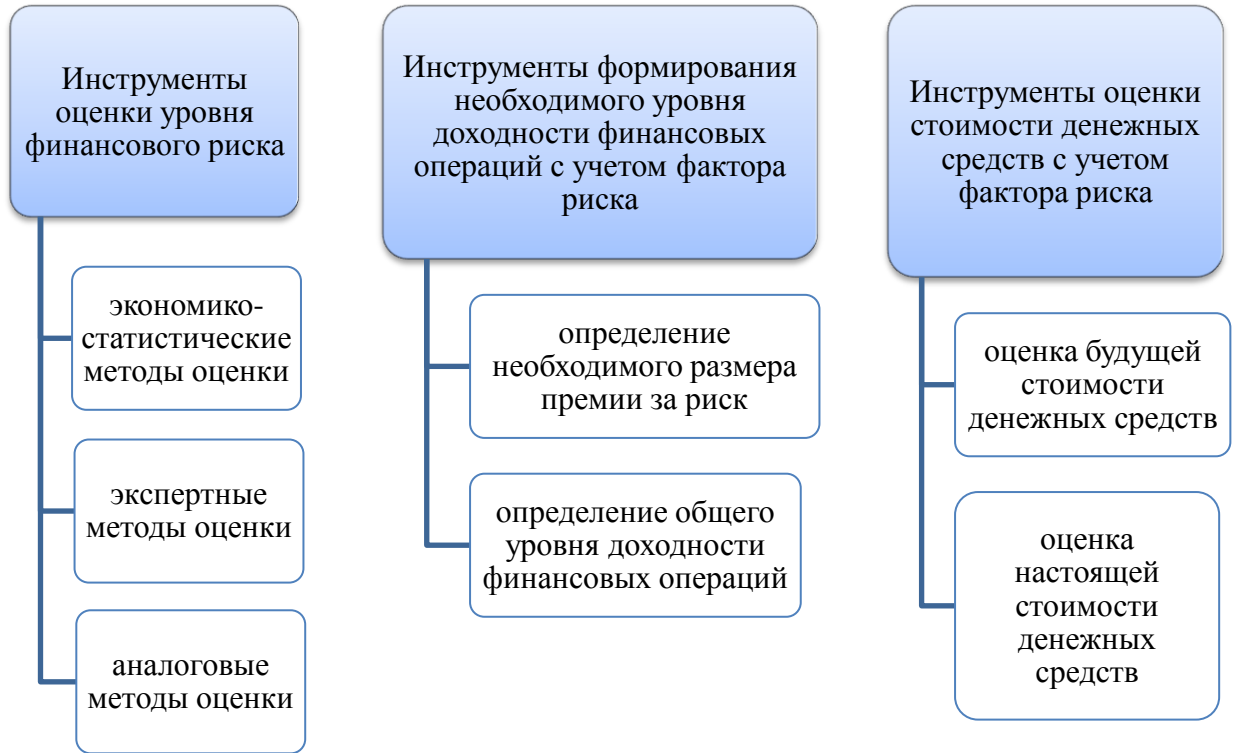 Инструменты
оценки уровня
финансового риска
экономико-
статистические
методы оценки
экспертные
методы оценки
аналоговые
методы оценки
Инструменты формирования
необходимого уровня
доходности финансовых
операций с учетом фактора
риска
определение
необходимого размера
премии за риск
определение общего
уровня доходности
финансовых операций
Инструменты оценки
стоимости денежных
средств с учетом
фактора риска
оценка будущей
стоимости
денежных средств
оценка
настоящей
стоимости
денежных
средств